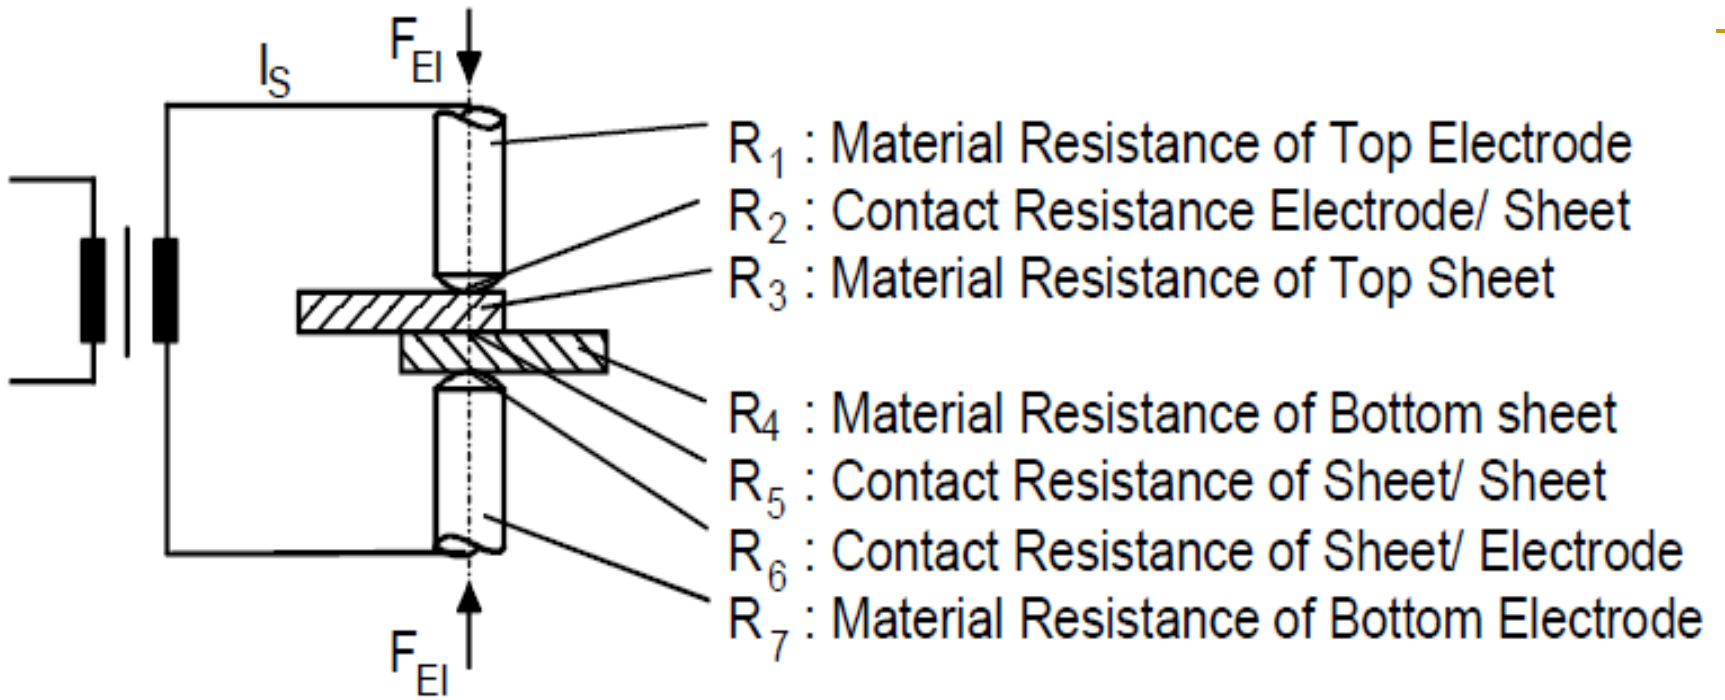 F_El
I_S
R_1 : Material Resistance of Top Electrode
R_2 : Contact Resistance Electrode/ Sheet
R_3 : Material Resistance of Top Sheet
R_4 : Material Resistance of Bottom sheet
R_5 : Contact Resistance of Sheet/ Sheet
R_6 : Contact Resistance of Sheet/ Electrode
R_7 : Material Resistance of Bottom Electrode
F_El